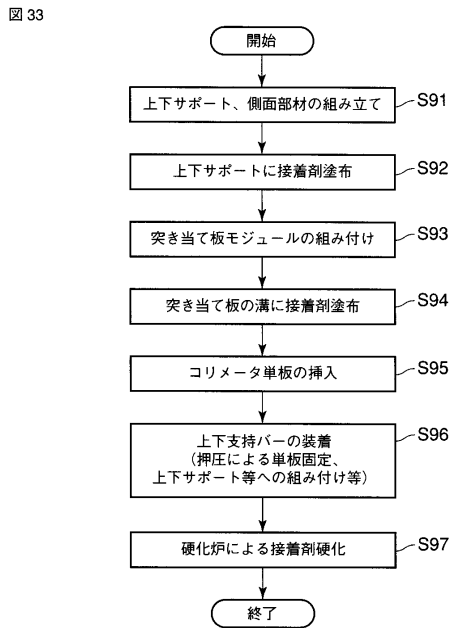 図 33
開始
上下サポート、側面部材の組み立て
S91
上下サポートに接着剤塗布
S92
突き当て板モジュールの組み付け
S93
突き当て板の溝に接着剤塗布
S94
コリメータ単板の挿入
S95
上下支持バーの装着
（押圧による単板固定、
上下サポート等への組み付け等）
S96
硬化炉による接着剤硬化
S97
終了